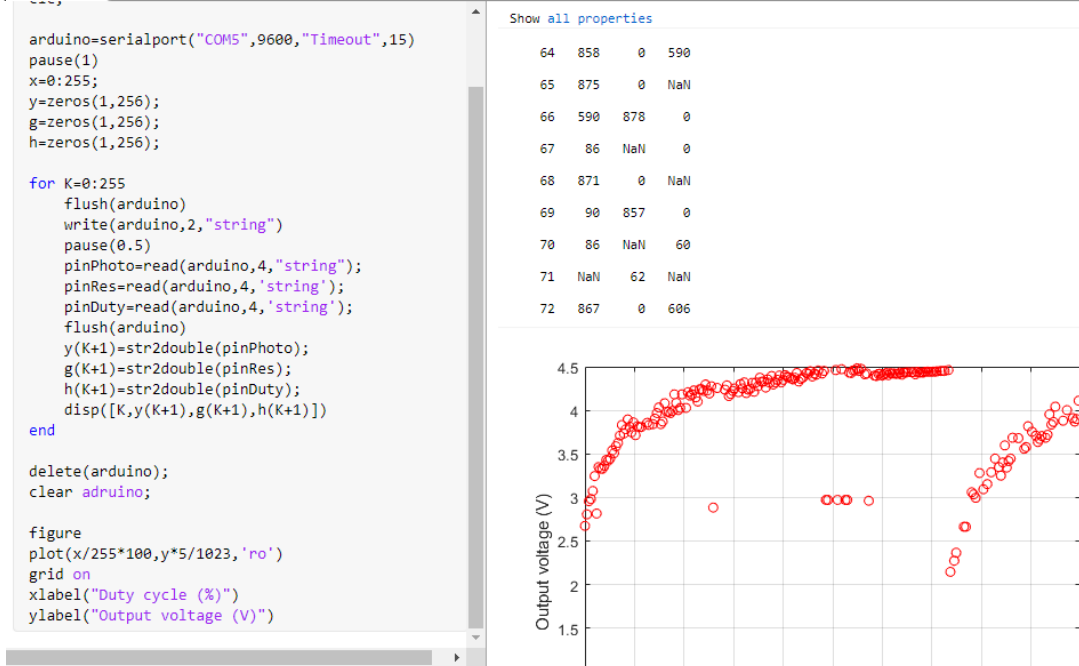 arduino=serialport("COM5",9600,"Timeout",15)
pause(1)
x=0:255;
y=zeros(1,256);
g=zeros(1,256);
h=zeros(1,256);
for K=0:255
flush(arduino)
write(arduino,2,"string")
pause(0.5)
pinPhoto=read(arduino,4,"string");
pinRes=read(arduino,4,'string');
pinDuty=read(arduino,4,'string');
flush(arduino)
y(K+1)=str2double(pinPhoto);
g(K+1)=str2double(pinRes);
h(K+1)=str2double(pinDuty);
disp([K,y(K+1),g(K+1),h(K+1)])
end
delete(arduino);
clear adruino;
figure
plot(x/255*100,y*5/1023,'ro')
grid on
xlabel("Duty cycle (%)")
ylabel("Output voltage (V)")
Show all properties
64 858 0 590
65 875 0 NaN
66 590 878 0
67 86 NaN 0
68 871 0 NaN
69 90 857 0
70 86 NaN 60
71 NaN 62 NaN
72 867 0 606
4.5
4
3.5
3
2.5
2
1.5
Output voltage (V)